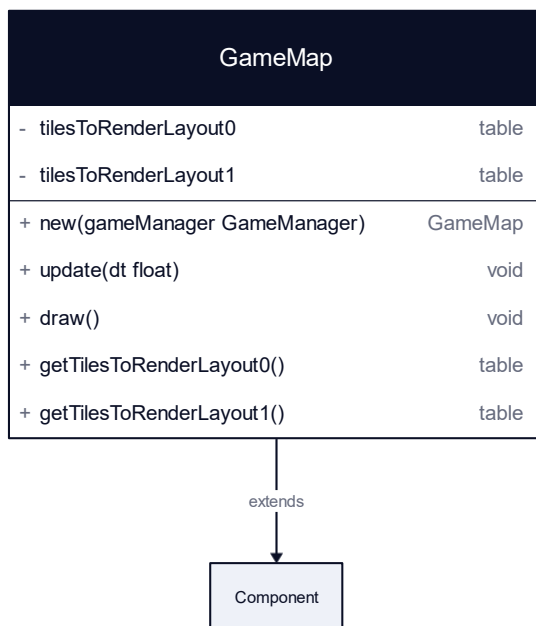 GameMap
- tilesToRenderLayout0 table
- tilesToRenderLayout1 table
+ new(gameManager GameManager) GameMap
+ update(dt float) void
+ draw() void
+ getTilesToRenderLayout0() table
+ getTilesToRenderLayout1() table
extends
Component